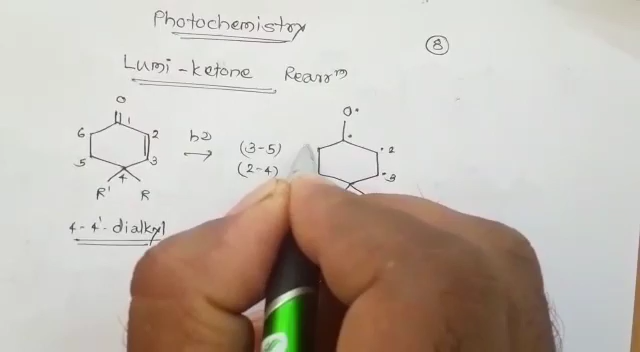 Photochemistry
8
Lumi-ketone Rearrm
O
1
6 2
5 3
4
R' R
hν
(3-5)
(2-4)
O•
•
•2
•3
4-4'-dialkyl